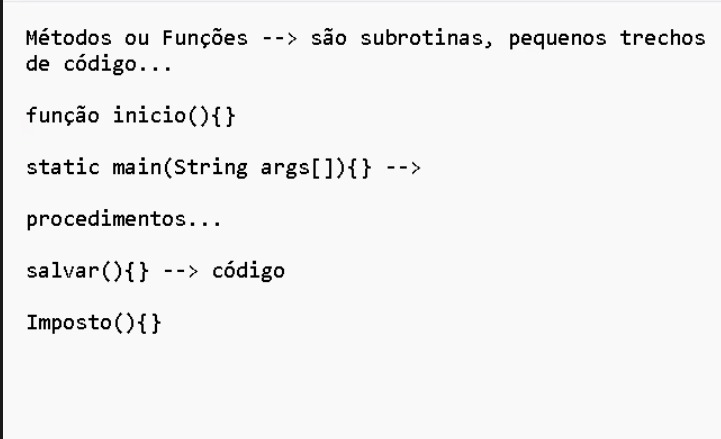 Métodos ou Funções --> são subrotinas, pequenos trechos
de código...
função inicio(){}
static main(String args[]){} -->
procedimentos...
salvar(){} --> código
Imposto(){}